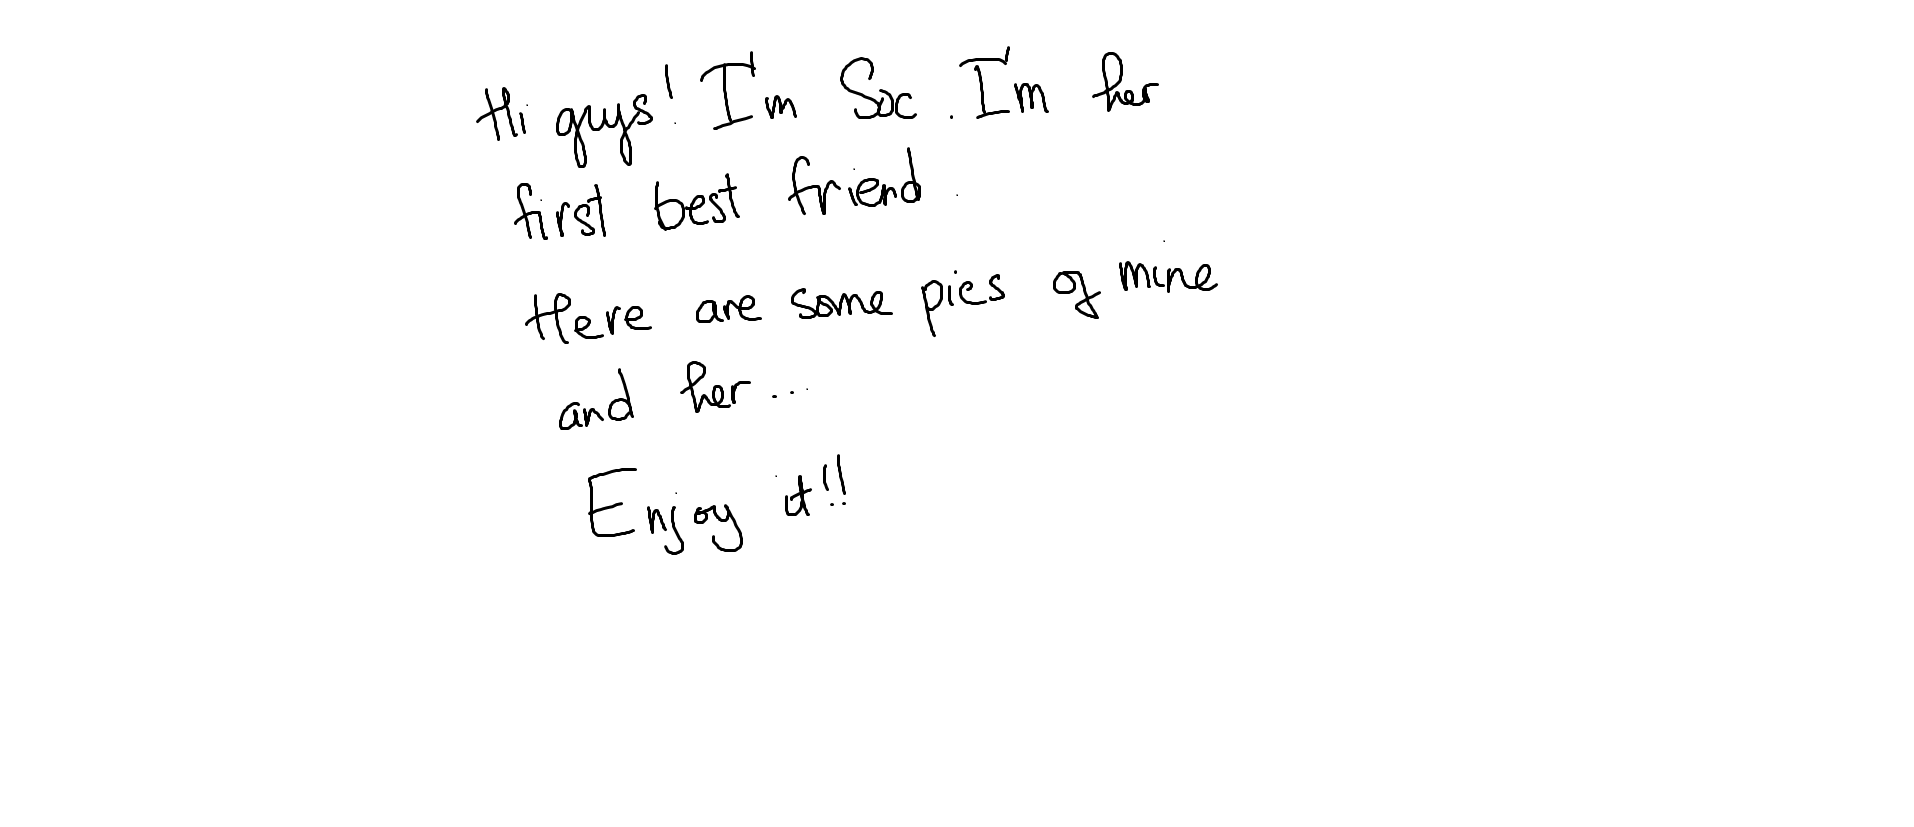 Hi guys! I'm Soc. I'm her
first best friend.
Here are some pics of mine
and her...
Enjoy it!!